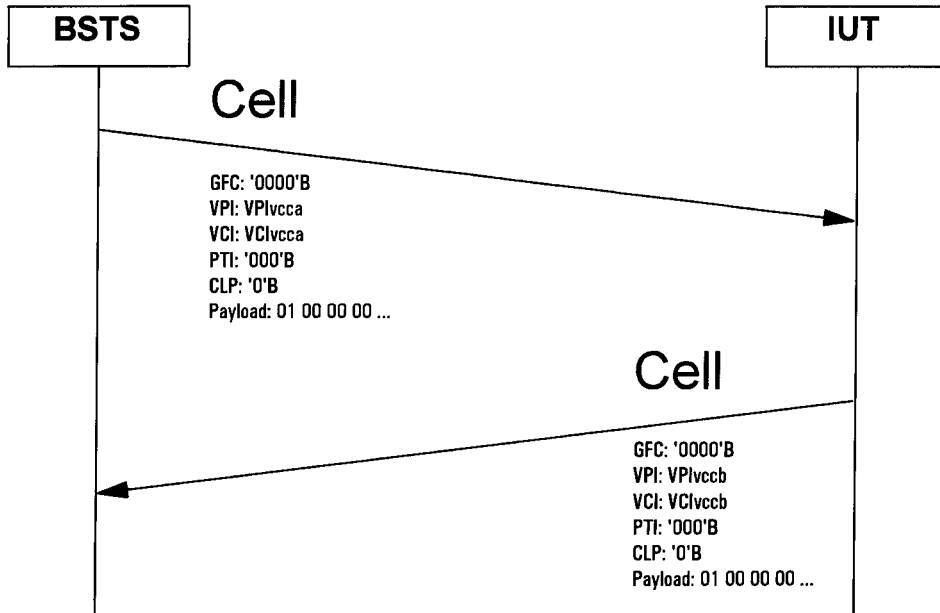 BSTS
IUT
Cell
GFC: '0000'B
VPI: VPIvcca
VCI: VCIvcca
PTI: '000'B
CLP: '0'B
Payload: 01 00 00 00 ...
Cell
GFC: '0000'B
VPI: VPIvccb
VCI: VCIvccb
PTI: '000'B
CLP: '0'B
Payload: 01 00 00 00 ...